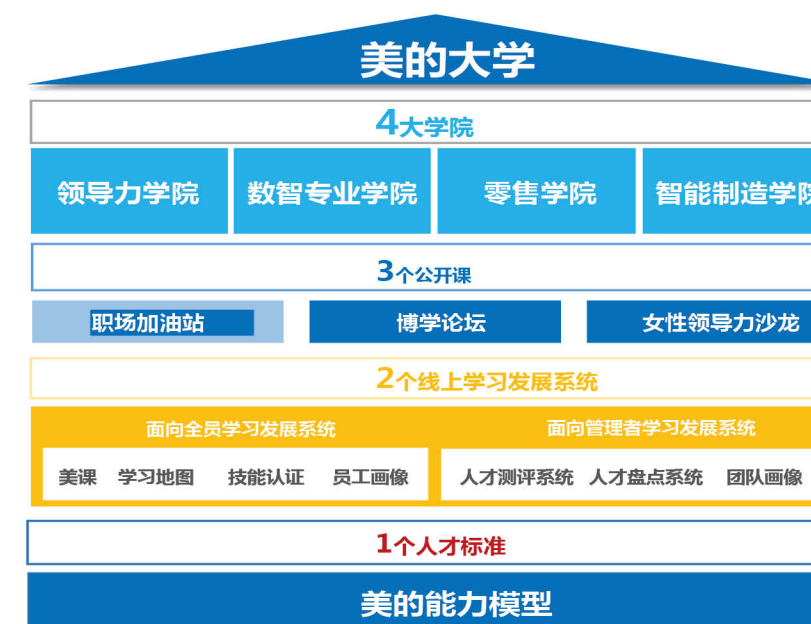 美的大学
4大学院
领导力学院 数智专业学院 零售学院 智能制造学院
3个公开课
职场加油站 博学论坛 女性领导力沙龙
2个线上学习发展系统
面向全员学习发展系统 面向管理者学习发展系统
美课 学习地图 技能认证 员工画像 人才测评系统 人才盘点系统 团队画像
1个人才标准
美的能力模型